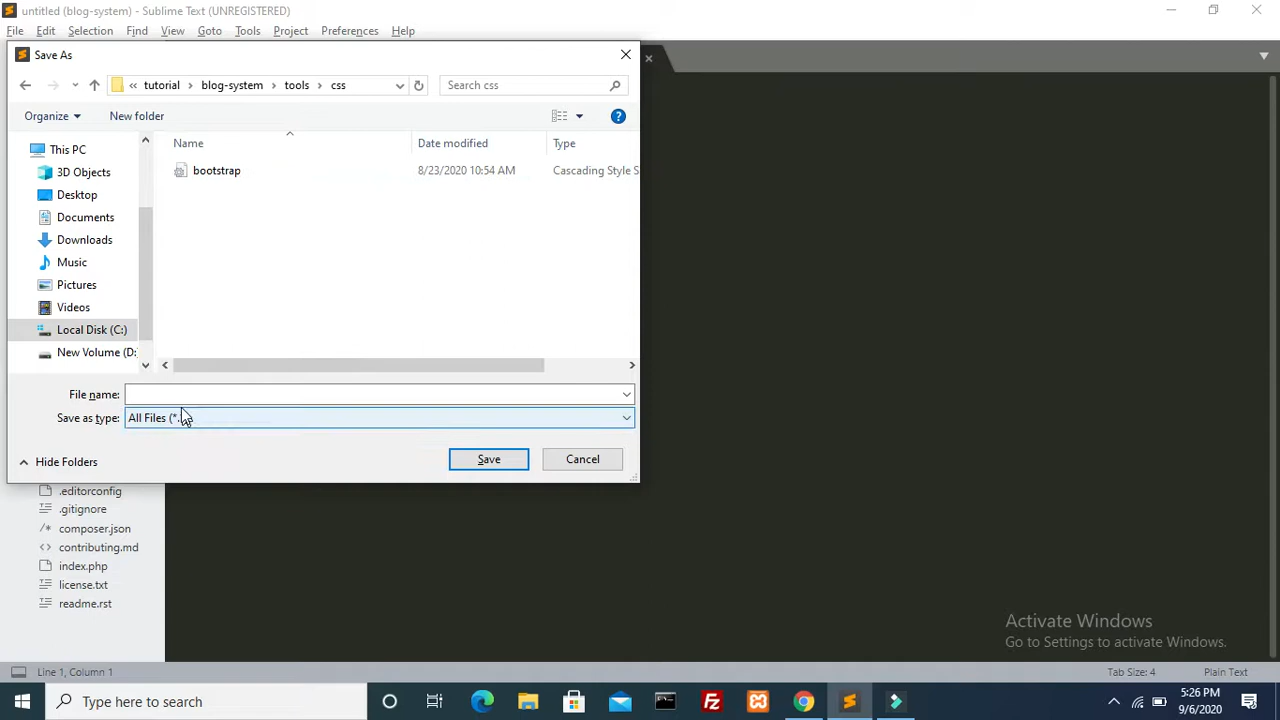 untitled (blog-system) - Sublime Text (UNREGISTERED)
File Edit Selection Find View Goto Tools Project Preferences Help
Save As
« tutorial › blog-system › tools › css
Search css
Organize New folder
Name Date modified Type
This PC
bootstrap 8/23/2020 10:54 AM Cascading Style S
3D Objects
Desktop
Documents
Downloads
Music
Pictures
Videos
Local Disk (C:)
New Volume (D:
File name:
Save as type: All Files (*.
Save Cancel
Hide Folders
.editorconfig
.gitignore
composer.json
contributing.md
index.php
license.txt
readme.rst
Activate Windows
Go to Settings to activate Windows.
Line 1, Column 1
Tab Size: 4 Plain Text
Type here to search
5:26 PM
9/6/2020